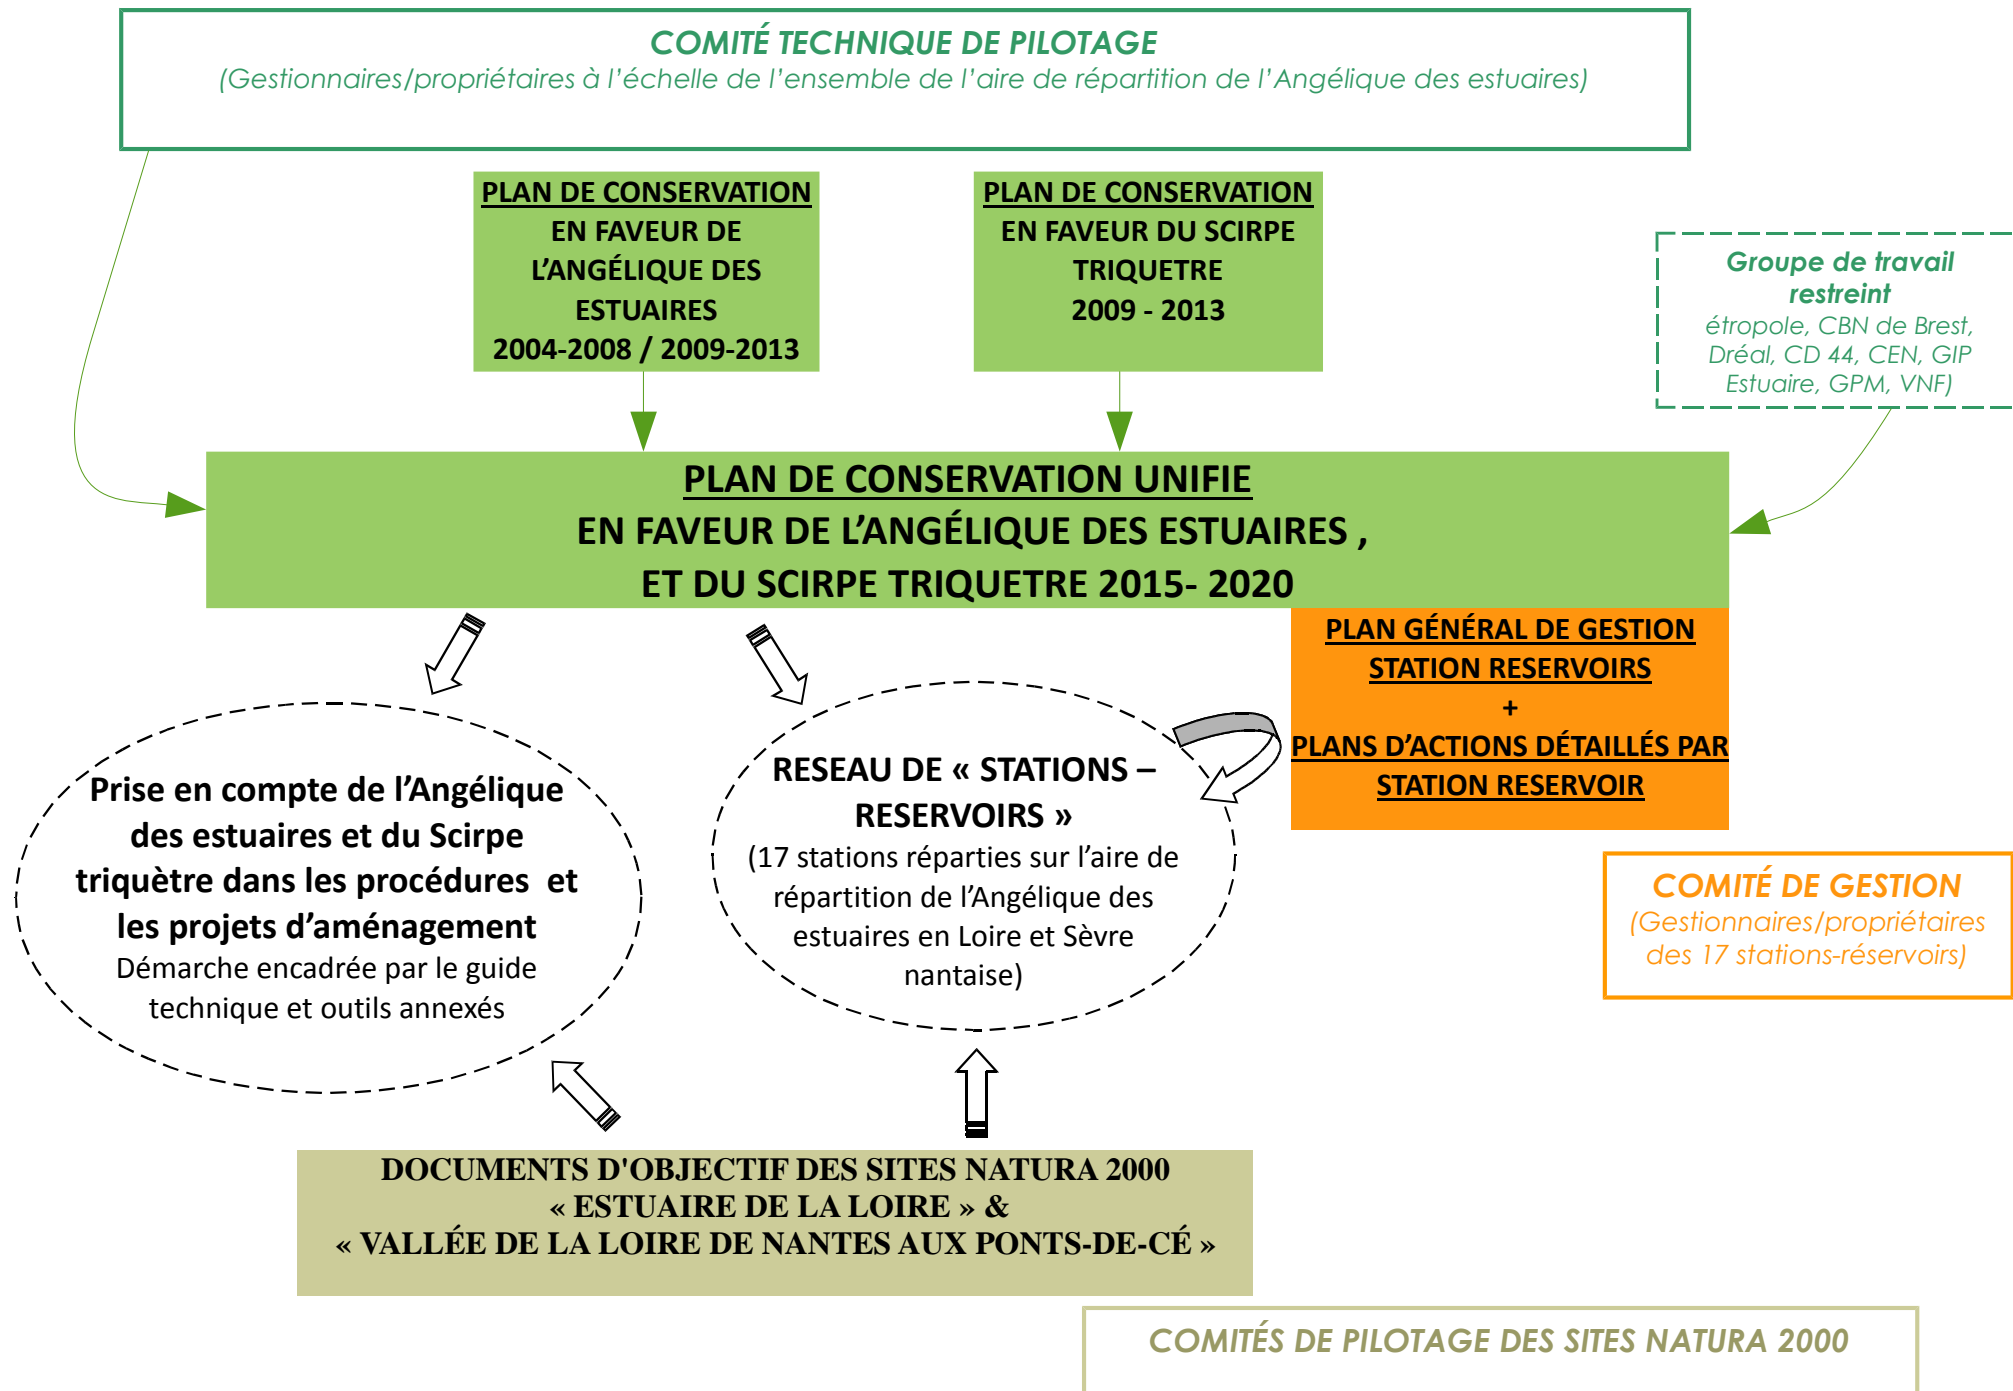 COMITÉ TECHNIQUE DE PILOTAGE
(Gestionnaires/propriétaires à l’échelle de l’ensemble de l’aire de répartition de l’Angélique des estuaires)
PLAN DE CONSERVATION
EN FAVEUR DE
L’ANGÉLIQUE DES
ESTUAIRES
2004-2008 / 2009-2013
PLAN DE CONSERVATION
EN FAVEUR DU SCIRPE
TRIQUETRE
2009 - 2013
Groupe de travail
restreint
étropole, CBN de Brest,
Dréal, CD 44, CEN, GIP
Estuaire, GPM, VNF)
PLAN DE CONSERVATION UNIFIE
EN FAVEUR DE L’ANGÉLIQUE DES ESTUAIRES ,
ET DU SCIRPE TRIQUETRE 2015- 2020
PLAN GÉNÉRAL DE GESTION
STATION RESERVOIRS
+
PLANS D’ACTIONS DÉTAILLÉS PAR
STATION RESERVOIR
Prise en compte de l’Angélique
des estuaires et du Scirpe
triquètre dans les procédures et
les projets d’aménagement
Démarche encadrée par le guide
technique et outils annexés
RESEAU DE « STATIONS –
RESERVOIRS »
(17 stations réparties sur l’aire de
répartition de l’Angélique des
estuaires en Loire et Sèvre
nantaise)
COMITÉ DE GESTION
(Gestionnaires/propriétaires
des 17 stations-réservoirs)
DOCUMENTS D'OBJECTIF DES SITES NATURA 2000
« ESTUAIRE DE LA LOIRE » &
« VALLÉE DE LA LOIRE DE NANTES AUX PONTS-DE-CÉ »
COMITÉS DE PILOTAGE DES SITES NATURA 2000